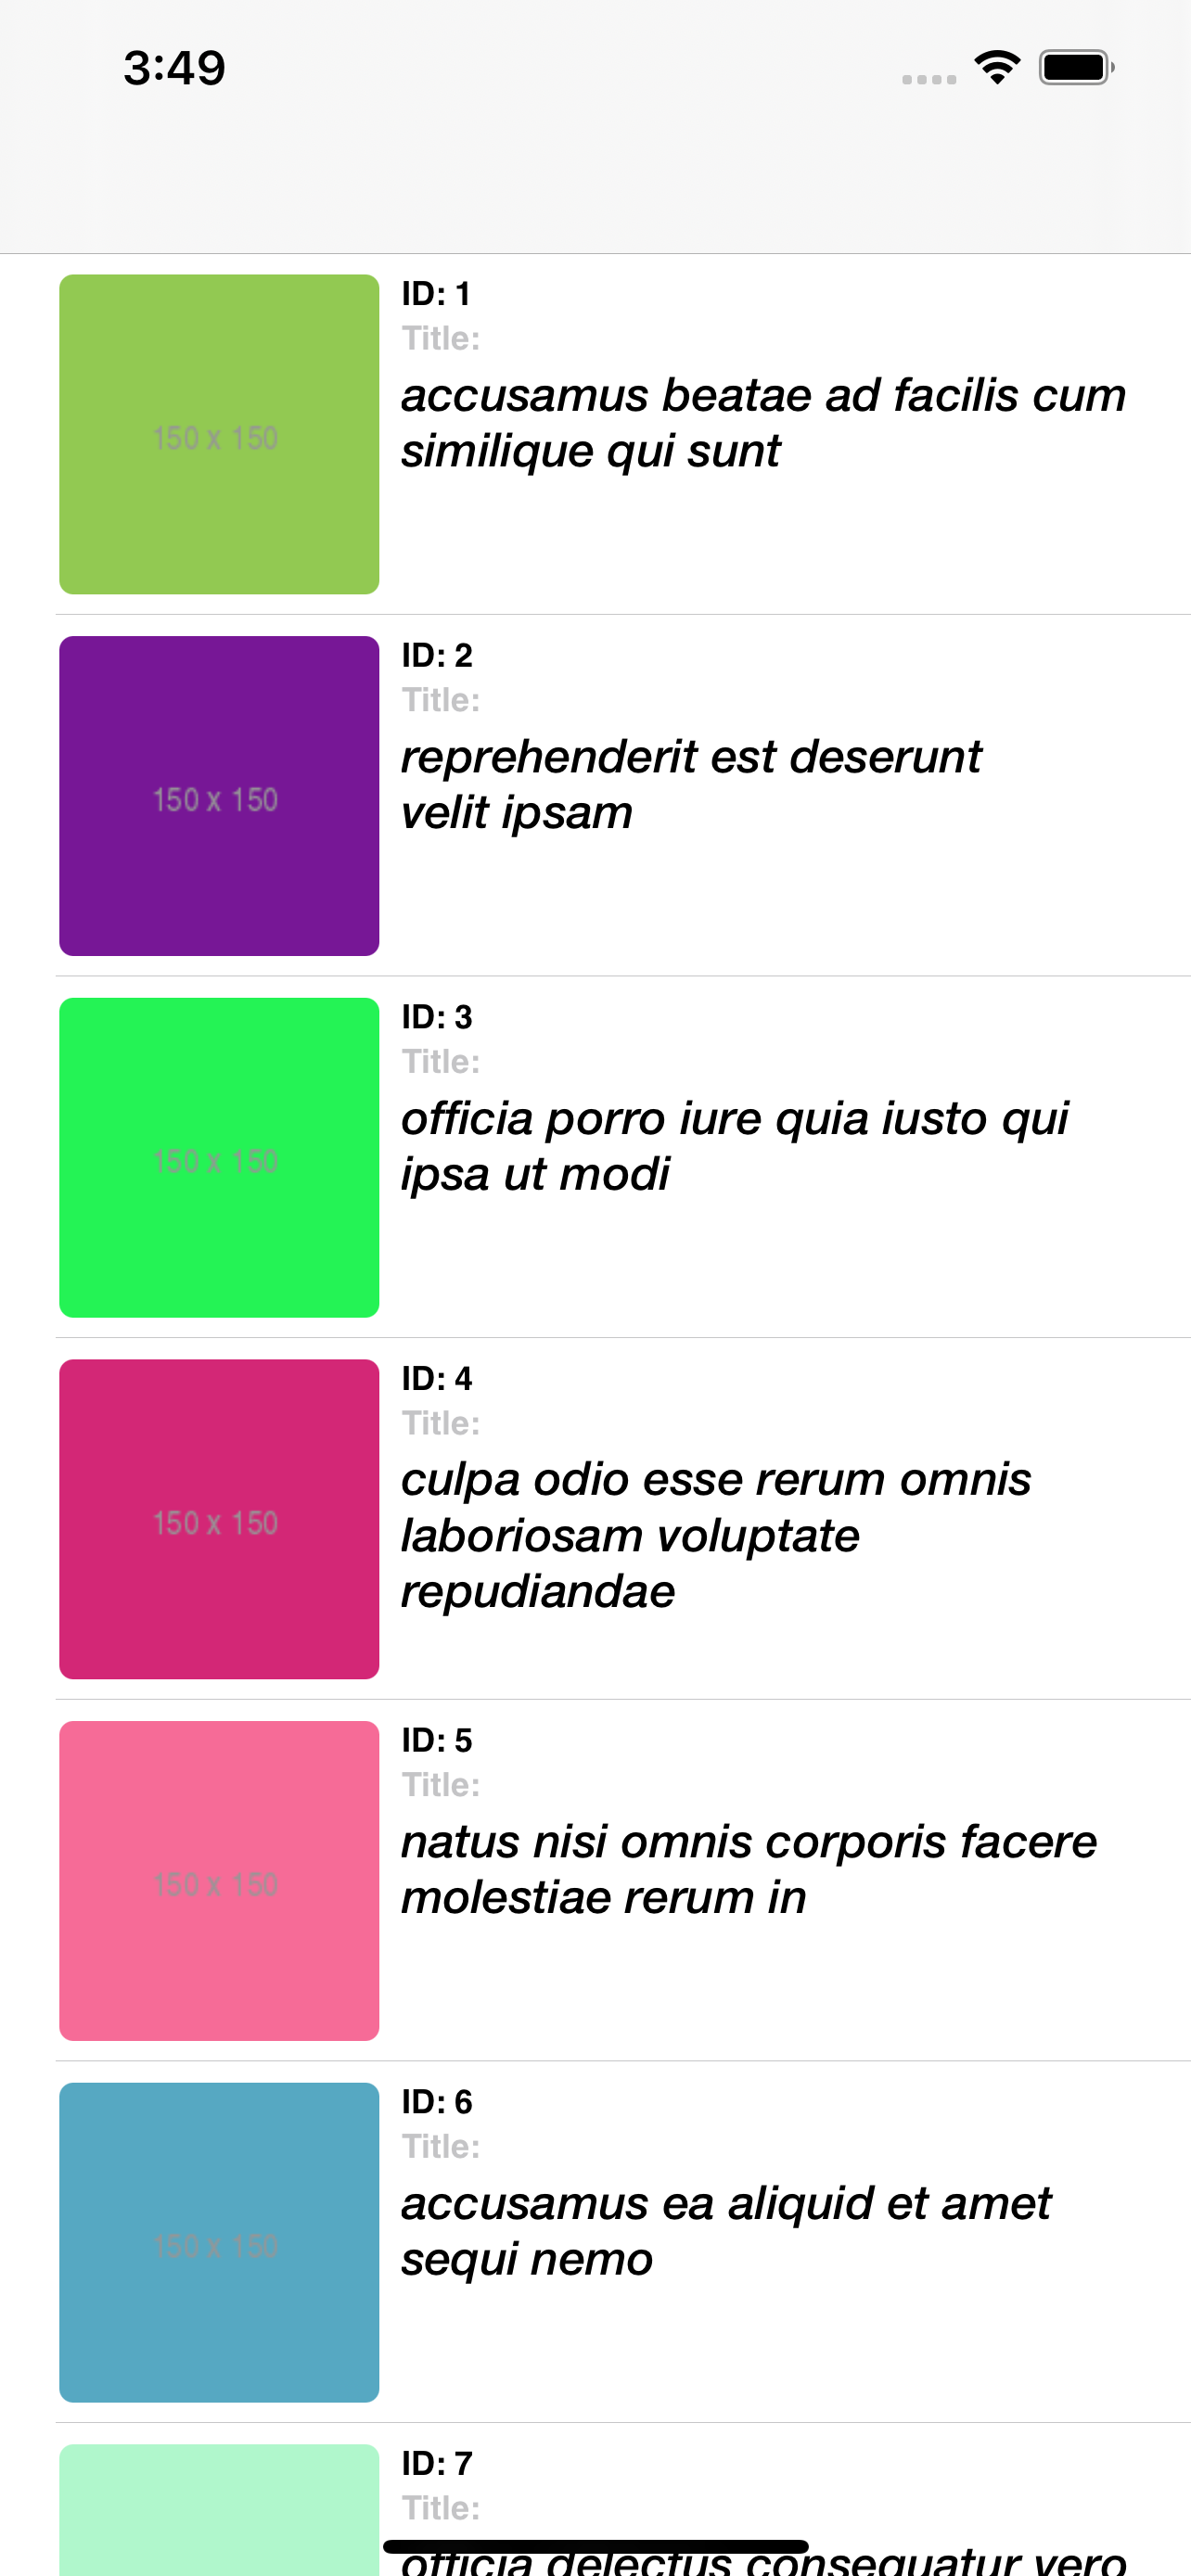 3:49
ID: 1
Title:
accusamus beatae ad facilis cum
similique qui sunt
150 x 150
ID: 2
Title:
reprehenderit est deserunt
velit ipsam
150 x 150
ID: 3
Title:
officia porro iure quia iusto qui
ipsa ut modi
150 x 150
ID: 4
Title:
culpa odio esse rerum omnis
laboriosam voluptate
repudiandae
150 x 150
ID: 5
Title:
natus nisi omnis corporis facere
molestiae rerum in
150 x 150
ID: 6
Title:
accusamus ea aliquid et amet
sequi nemo
150 x 150
ID: 7
Title:
officia delectus consequatur vero